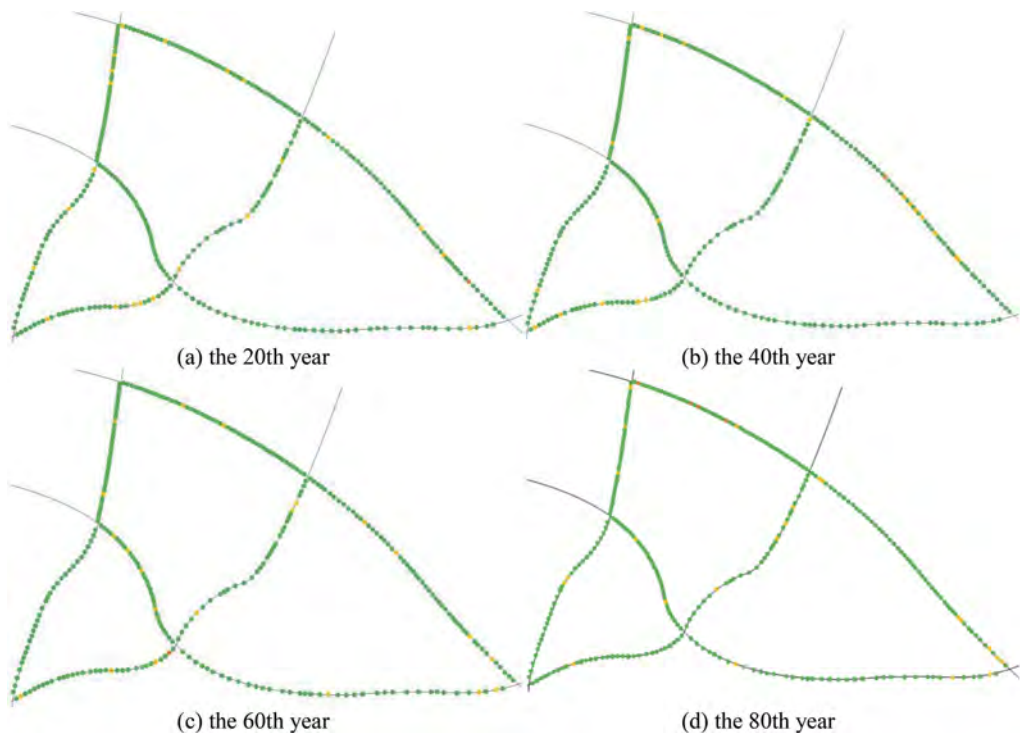 (a) the 20th year
(b) the 40th year
(c) the 60th year
(d) the 80th year